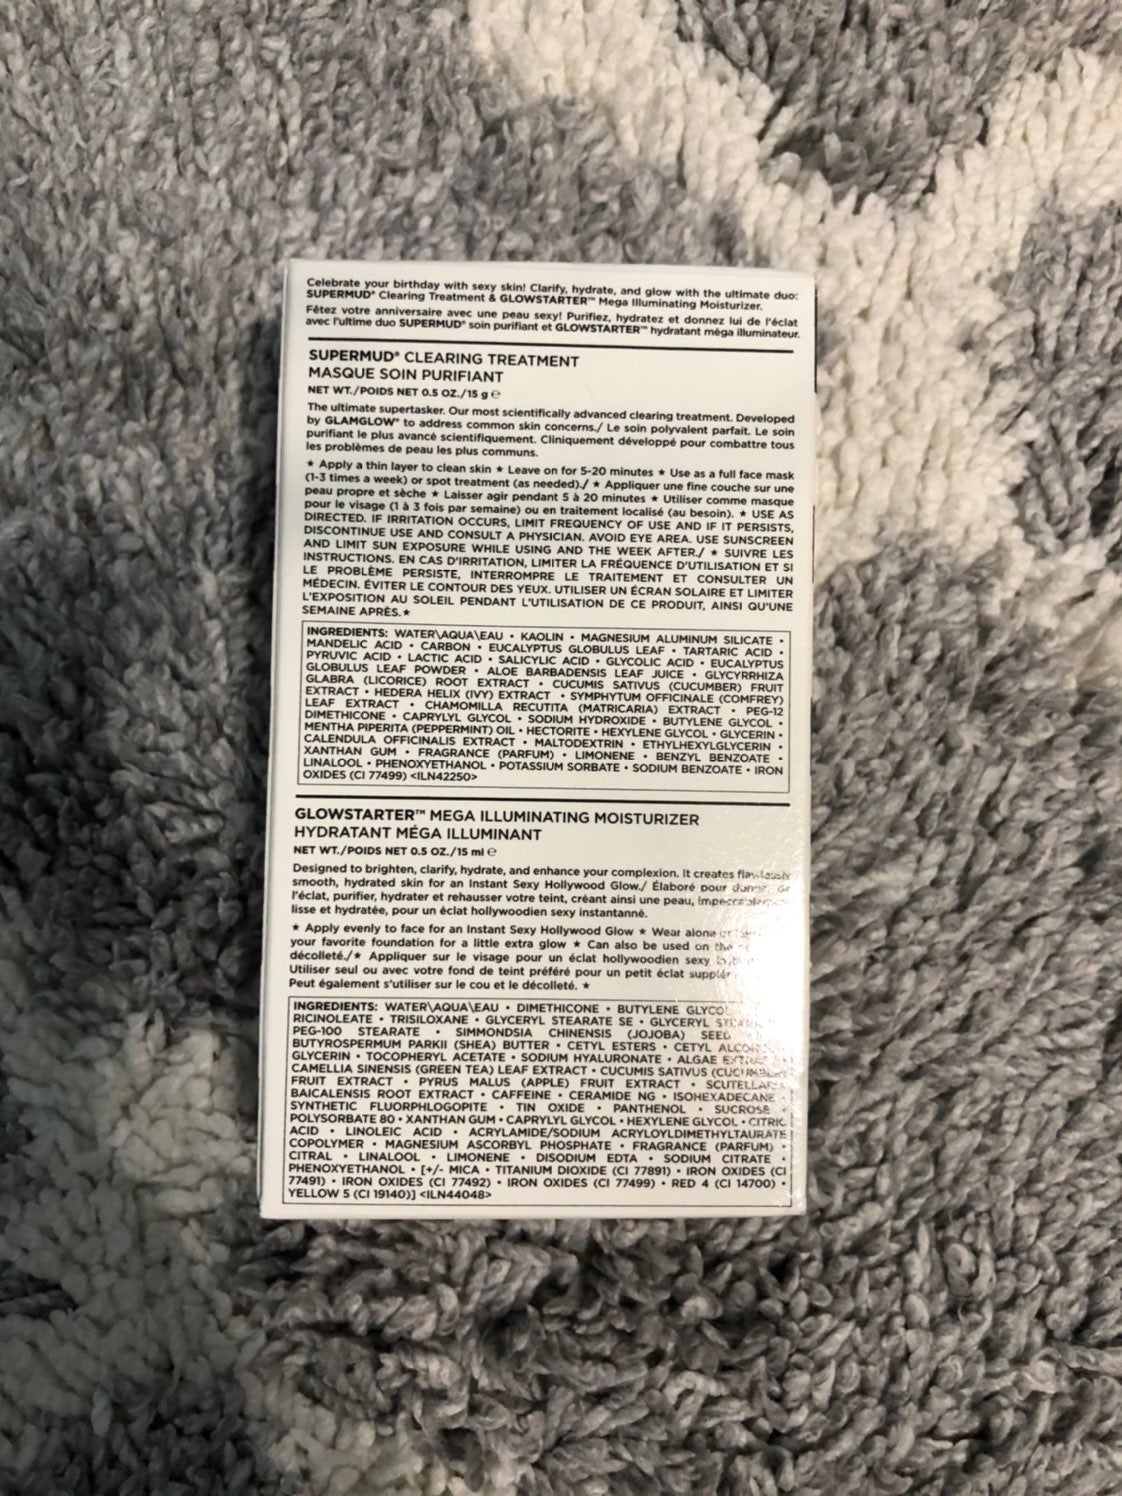 Celebrate your birthday with sexy skin! Clarify, hydrate, and glow with the ultimate duo:
SUPERMUD® Clearing Treatment & GLOWSTARTER™ Mega Illuminating Moisturizer.
Fêtez votre anniversaire avec une peau sexy! Purifiez, hydratez et donnez lui de l'éclat
avec l'ultime duo SUPERMUD® soin purifiant et GLOWSTARTER™ hydratant méga illuminateur.
SUPERMUD® CLEARING TREATMENT
MASQUE SOIN PURIFIANT
NET WT./POIDS NET 0.5 OZ./15 g ℮
The ultimate supertasker. Our most scientifically advanced clearing treatment. Developed
by GLAMGLOW® to address common skin concerns./ Le soin polyvalent parfait. Le soin
purifiant le plus avancé scientifiquement. Cliniquement développé pour combattre tous
les problèmes de peau les plus communs.
★ Apply a thin layer to clean skin ★ Leave on for 5-20 minutes ★ Use as a full face mask
(1-3 times a week) or spot treatment (as needed)./ ★ Appliquer une fine couche sur une
peau propre et sèche ★ Laisser agir pendant 5 à 20 minutes ★ Utiliser comme masque
pour le visage (1 à 3 fois par semaine) ou en traitement localisé (au besoin). ★ USE AS
DIRECTED. IF IRRITATION OCCURS, LIMIT FREQUENCY OF USE AND IF IT PERSISTS,
DISCONTINUE USE AND CONSULT A PHYSICIAN. AVOID EYE AREA. USE SUNSCREEN
AND LIMIT SUN EXPOSURE WHILE USING AND THE WEEK AFTER./ ★ SUIVRE LES
INSTRUCTIONS. EN CAS D'IRRITATION, LIMITER LA FRÉQUENCE D'UTILISATION ET SI
LE PROBLÈME PERSISTE, INTERROMPRE LE TRAITEMENT ET CONSULTER UN
MÉDECIN. ÉVITER LE CONTOUR DES YEUX. UTILISER UN ÉCRAN SOLAIRE ET LIMITER
L'EXPOSITION AU SOLEIL PENDANT L'UTILISATION DE CE PRODUIT, AINSI QU'UNE
SEMAINE APRÈS.★
INGREDIENTS: WATER\AQUA\EAU • KAOLIN • MAGNESIUM ALUMINUM SILICATE •
MANDELIC ACID • CARBON • EUCALYPTUS GLOBULUS LEAF • TARTARIC ACID •
PYRUVIC ACID • LACTIC ACID • SALICYLIC ACID • GLYCOLIC ACID • EUCALYPTUS
GLOBULUS LEAF POWDER • ALOE BARBADENSIS LEAF JUICE • GLYCYRRHIZA
GLABRA (LICORICE) ROOT EXTRACT • CUCUMIS SATIVUS (CUCUMBER) FRUIT
EXTRACT • HEDERA HELIX (IVY) EXTRACT • SYMPHYTUM OFFICINALE (COMFREY)
LEAF EXTRACT • CHAMOMILLA RECUTITA (MATRICARIA) EXTRACT • PEG-12
DIMETHICONE • CAPRYLYL GLYCOL • SODIUM HYDROXIDE • BUTYLENE GLYCOL •
MENTHA PIPERITA (PEPPERMINT) OIL • HECTORITE • HEXYLENE GLYCOL • GLYCERIN •
CALENDULA OFFICINALIS EXTRACT • MALTODEXTRIN • ETHYLHEXYLGLYCERIN •
XANTHAN GUM • FRAGRANCE (PARFUM) • LIMONENE • BENZYL BENZOATE •
LINALOOL • PHENOXYETHANOL • POTASSIUM SORBATE • SODIUM BENZOATE • IRON
OXIDES (CI 77499) <ILN42250>
GLOWSTARTER™ MEGA ILLUMINATING MOISTURIZER
HYDRATANT MÉGA ILLUMINANT
NET WT./POIDS NET 0.5 OZ./15 ml ℮
Designed to brighten, clarify, hydrate, and enhance your complexion. It creates flawlessly
smooth, hydrated skin for an Instant Sexy Hollywood Glow./ Élaboré pour donner de
l'éclat, purifier, hydrater et rehausser votre teint, créant ainsi une peau,
lisse et hydratée, pour un éclat hollywoodien sexy instantanné.
★ Apply evenly to face for an Instant Sexy Hollywood Glow ★ Wear alone or
your favorite foundation for a little extra glow ★ Can also be used on the
décolleté./★ Appliquer sur le visage pour un éclat hollywoodien sexy
Utiliser seul ou avec votre fond de teint préféré pour un petit éclat
Peut également s'utiliser sur le cou et le décolleté. ★
INGREDIENTS: WATER\AQUA\EAU • DIMETHICONE • BUTYLENE GLYCOL
RICINOLEATE • TRISILOXANE • GLYCERYL STEARATE SE • GLYCERYL
PEG-100 STEARATE • SIMMONDSIA CHINENSIS (JOJOBA) SEED
BUTYROSPERMUM PARKII (SHEA) BUTTER • CETYL ESTERS • CETYL ALCOHOL
GLYCERIN • TOCOPHERYL ACETATE • SODIUM HYALURONATE • ALGAE EXTRACT •
CAMELLIA SINENSIS (GREEN TEA) LEAF EXTRACT • CUCUMIS SATIVUS (CUCUMBER)
FRUIT EXTRACT • PYRUS MALUS (APPLE) FRUIT EXTRACT • SCUTELLARIA
BAICALENSIS ROOT EXTRACT • CAFFEINE • CERAMIDE NG • ISOHEXADECANE •
SYNTHETIC FLUORPHLOGOPITE • TIN OXIDE • PANTHENOL • SUCROSE •
POLYSORBATE 80 • XANTHAN GUM • CAPRYLYL GLYCOL • HEXYLENE GLYCOL • CITRIC
ACID • LINOLEIC ACID • ACRYLAMIDE/SODIUM ACRYLOYLDIMETHYLTAURATE
COPOLYMER • MAGNESIUM ASCORBYL PHOSPHATE • FRAGRANCE (PARFUM) •
CITRAL • LINALOOL • LIMONENE • DISODIUM EDTA • SODIUM CITRATE •
PHENOXYETHANOL • [+/- MICA • TITANIUM DIOXIDE (CI 77891) • IRON OXIDES (CI
77491) • IRON OXIDES (CI 77492) • IRON OXIDES (CI 77499) • RED 4 (CI 14700) •
YELLOW 5 (CI 19140)] <ILN44048>